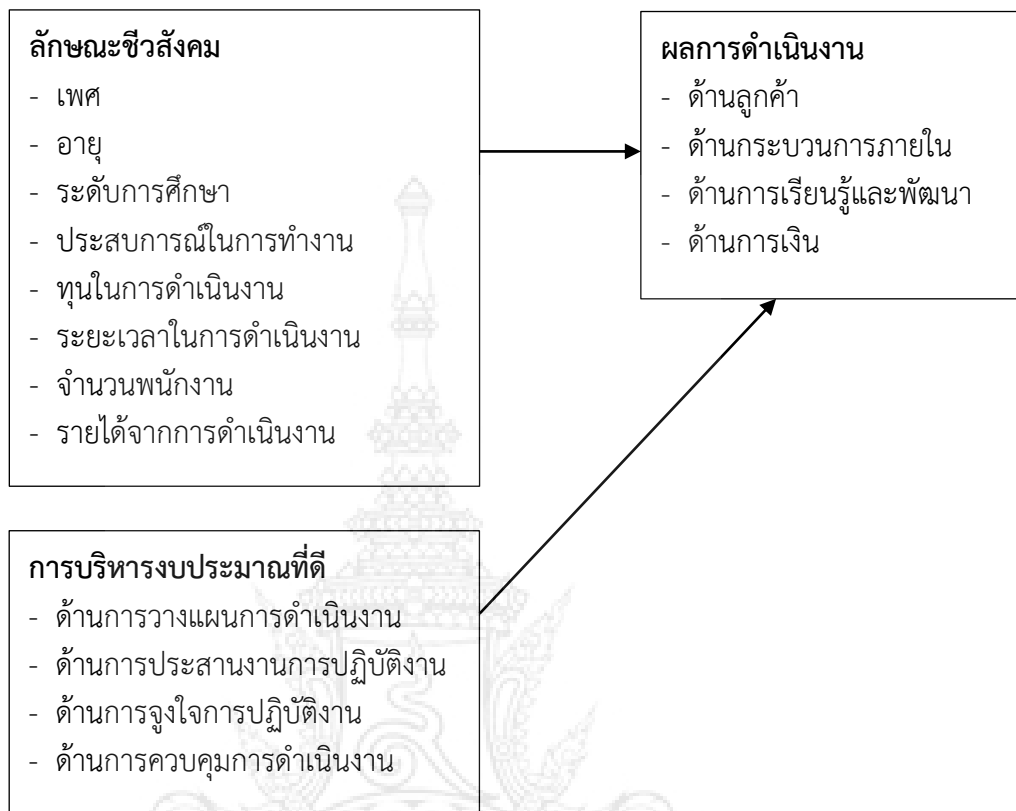 ลักษณะชีวสังคม
- เพศ
- อายุ
- ระดับการศึกษา
- ประสบการณ์ในการทำงาน
- ทุนในการดำเนินงาน
- ระยะเวลาในการดำเนินงาน
- จำนวนพนักงาน
- รายได้จากการดำเนินงาน
ผลการดำเนินงาน
- ด้านลูกค้า
- ด้านกระบวนการภายใน
- ด้านการเรียนรู้และพัฒนา
- ด้านการเงิน
การบริหารงบประมาณที่ดี
- ด้านการวางแผนการดำเนินงาน
- ด้านการประสานงานการปฏิบัติงาน
- ด้านการจูงใจการปฏิบัติงาน
- ด้านการควบคุมการดำเนินงาน